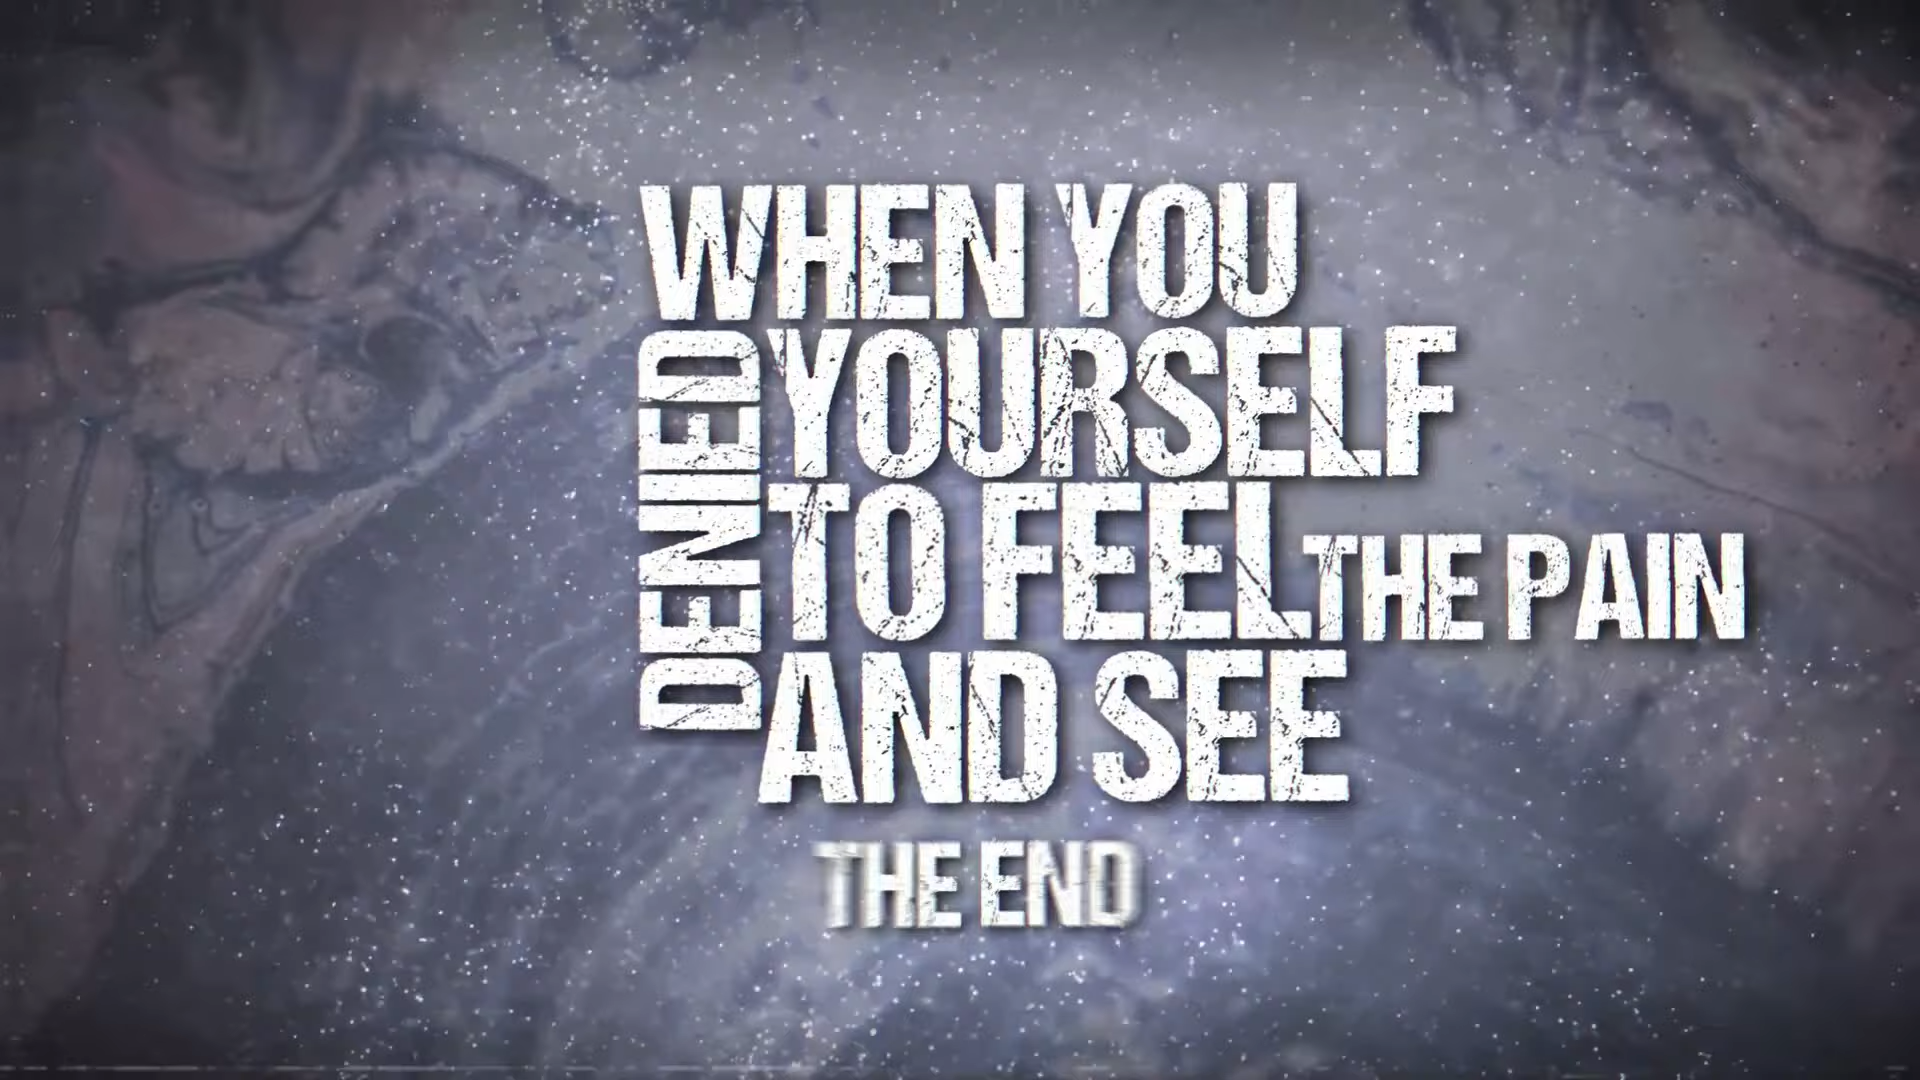 WHEN YOU
DENIED
YOURSELF
TO FEEL THE PAIN
AND SEE
THE END